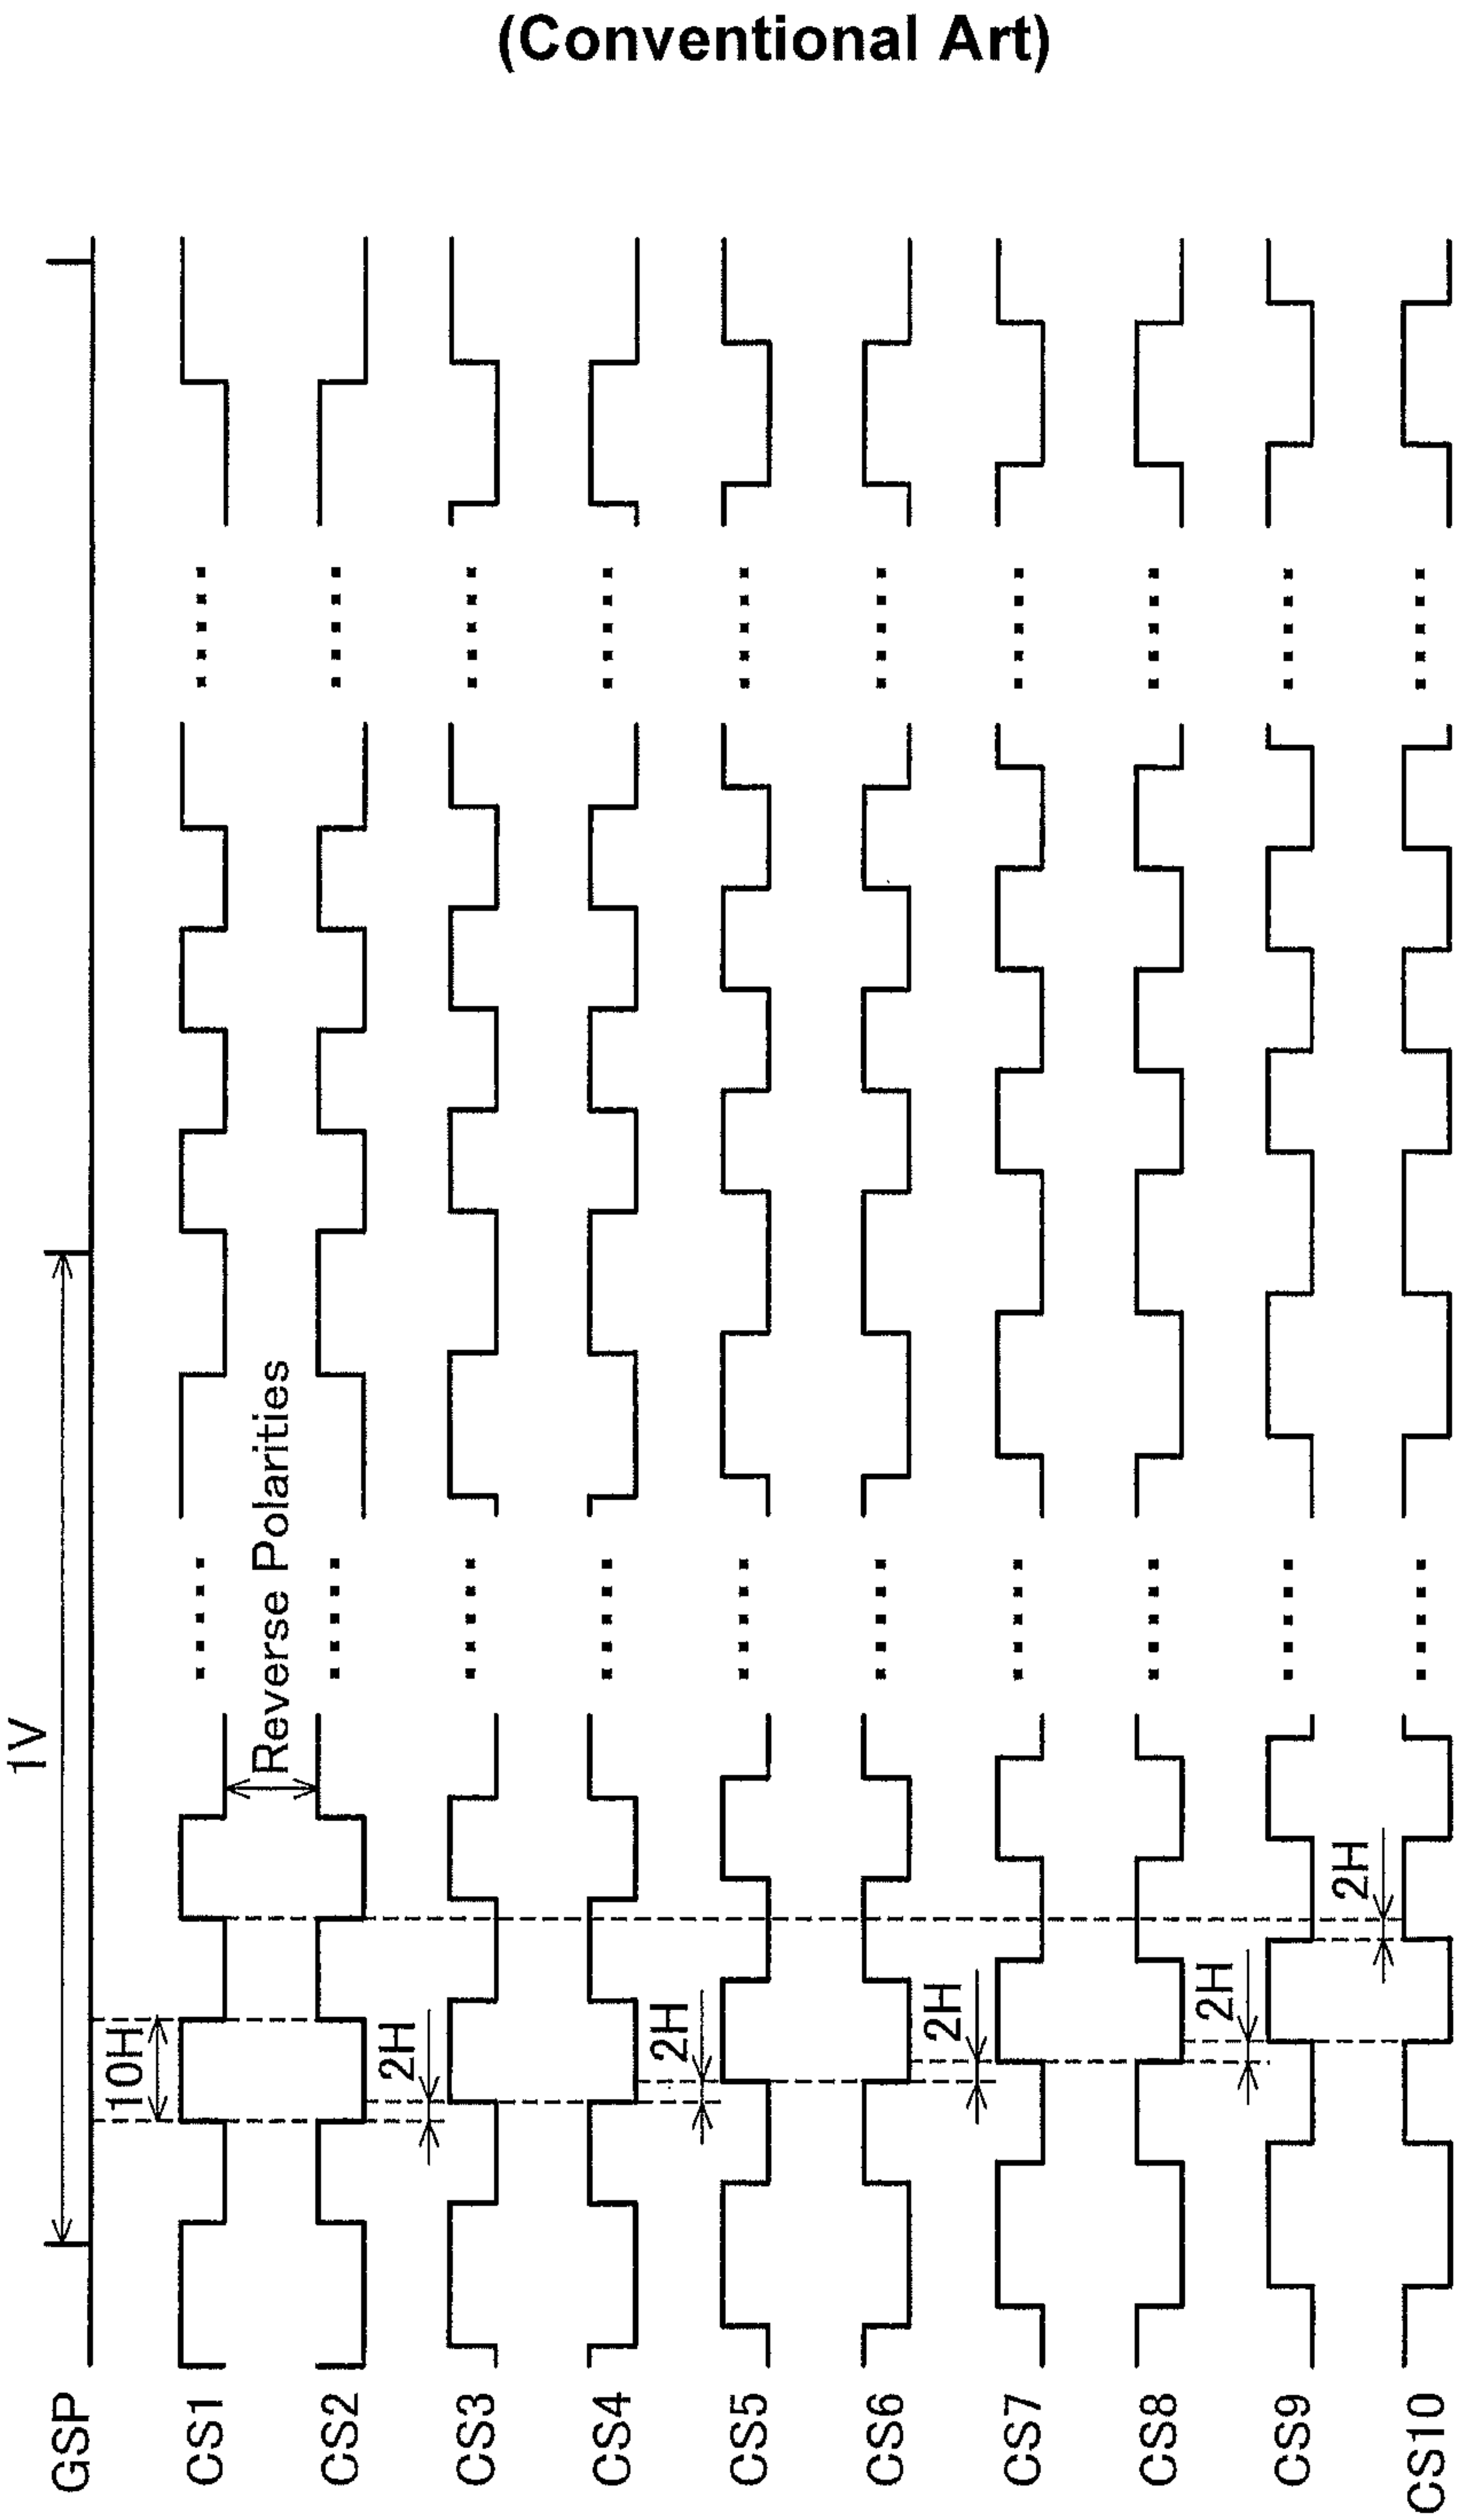 (Conventional Art)
1V
GSP
10H
CS1
Reverse Polarities
CS2
2H
CS3
CS4
2H
CS5
CS6
2H
CS7
CS8
2H
CS9
2H
CS10